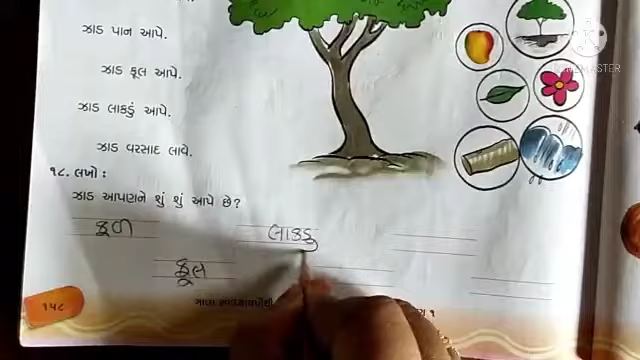 ઝાડ પાન આપે.
ઝાડ ફૂલ આપે.
ઝાડ લાકડું આપે.
ઝાડ વરસાદ લાવે.
૧૮. લખો :
ઝાડ આપણને શું શું આપે છે?
ફળ લાકડુ
ફૂલ
૧૫૮